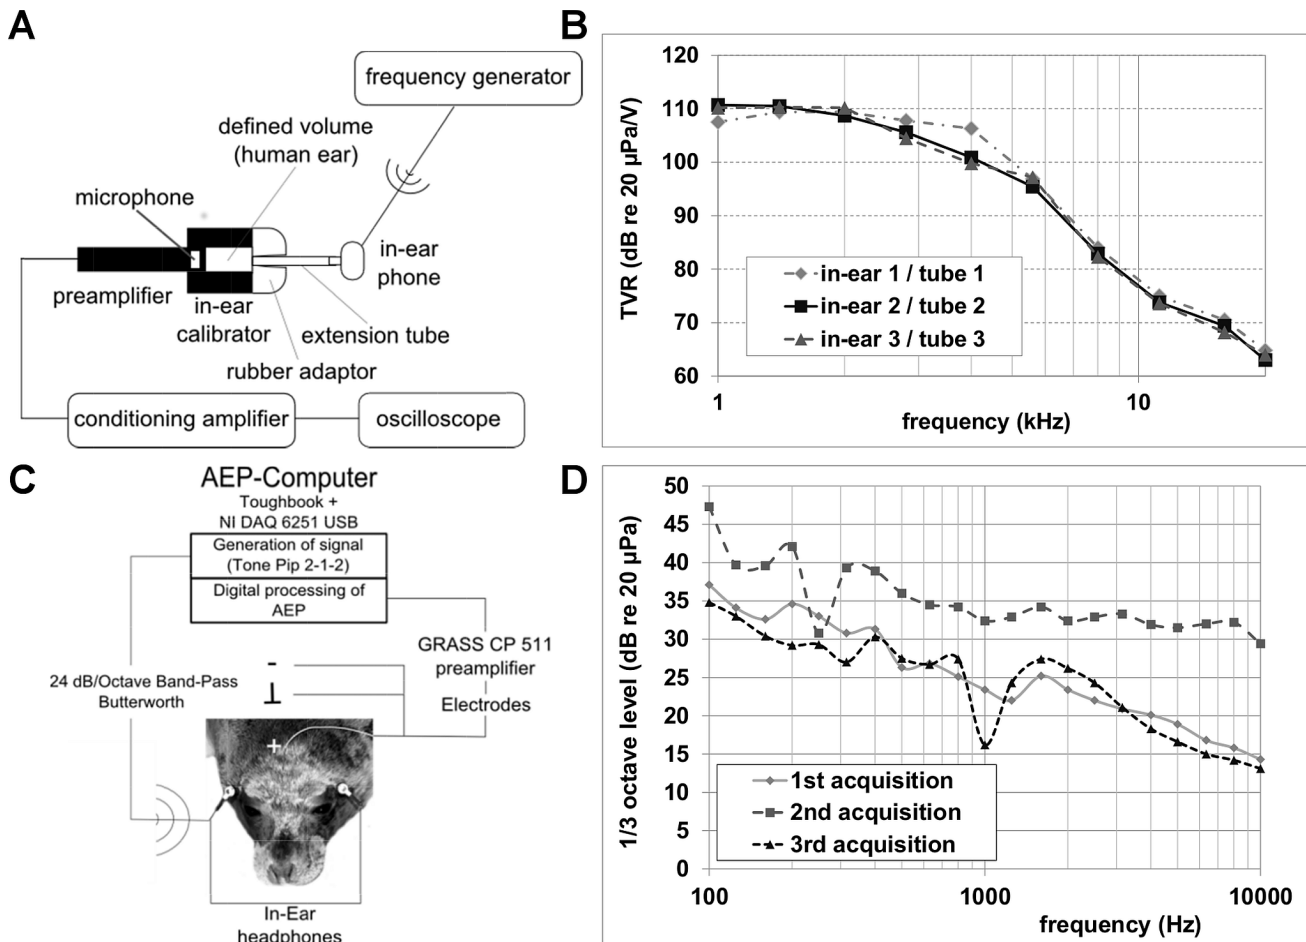 A
frequency generator
defined volume
(human ear)
microphone
in-ear
phone
preamplifier
in-ear
calibrator
extension tube
rubber adaptor
conditioning amplifier
oscilloscope
B
120
110
100
90
80
70
60
TVR (dB re 20 µPa/V)
in-ear 1 / tube 1
in-ear 2 / tube 2
in-ear 3 / tube 3
1
10
frequency (kHz)
C
AEP-Computer
Toughbook +
NI DAQ 6251 USB
Generation of signal
(Tone Pip 2-1-2)
Digital processing of
AEP
GRASS CP 511
preamplifier
Electrodes
-
24 dB/Octave Band-Pass
Butterworth
+
In-Ear
headphones
D
50
45
40
35
30
25
20
15
10
5
0
1/3 octave level (dB re 20 µPa)
1st acquisition
2nd acquisition
3rd acquisition
100
1000
10000
frequency (Hz)